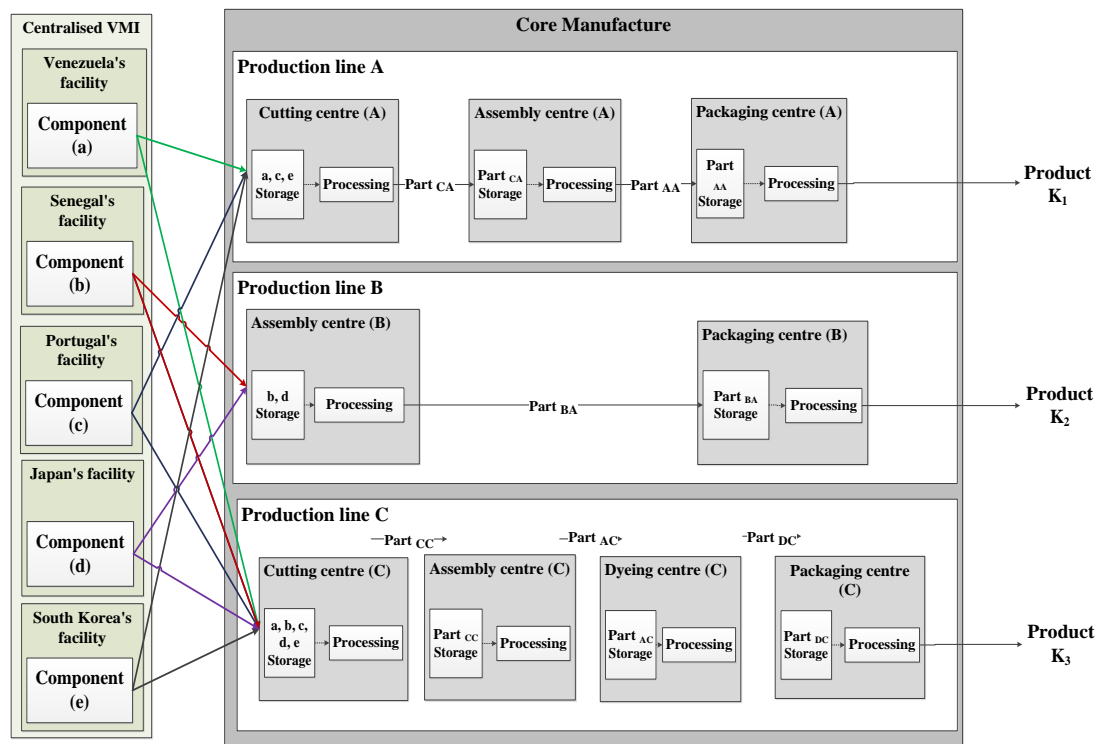 Centralised VMI
Venezuela's
facility
Component
(a)
Senegal's
facility
Component
(b)
Portugal's
facility
Component
(c)
Japan's facility
Component
(d)
South Korea's
facility
Component
(e)
Core Manufacture
Production line A
Cutting centre (A)
a, c, e
Storage
Processing
Part CA
Assembly centre (A)
Part CA
Storage
Processing
Part AA
Packaging centre (A)
Part
AA
Storage
Processing
Product
K1
Production line B
Assembly centre (B)
b, d
Storage
Processing
Part BA
Packaging centre (B)
Part BA
Storage
Processing
Product
K2
Production line C
Part CC
Part AC
Part DC
Cutting centre (C)
a, b, c,
d, e
Storage
Processing
Assembly centre (C)
Part CC
Storage
Processing
Dyeing centre (C)
Part AC
Storage
Processing
Packaging centre
(C)
Part DC
Storage
Processing
Product
K3